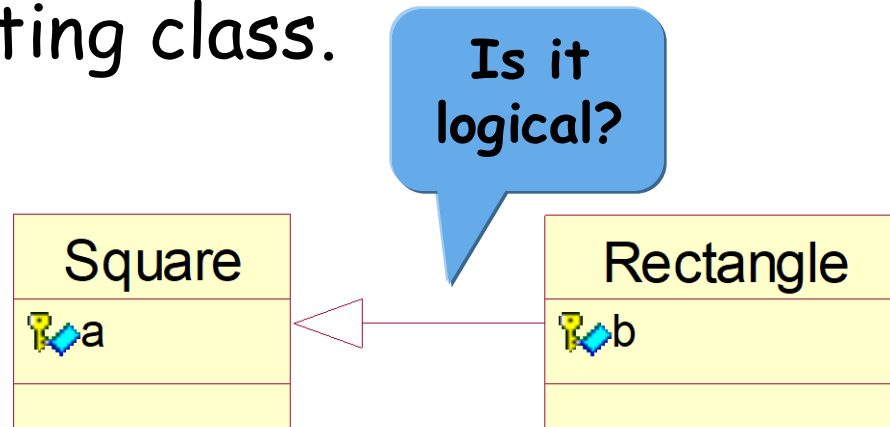 ting class.
Is it
logical?
Square
Rectangle
a
b